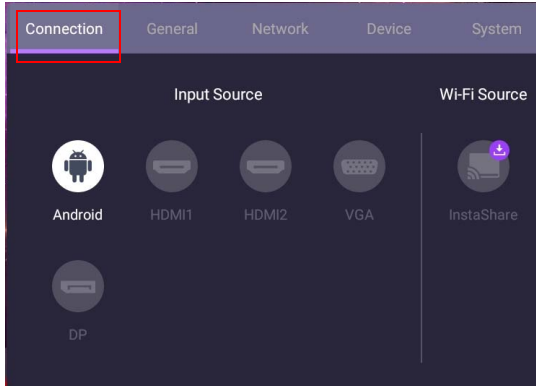 Connection General Network Device System
Input Source Wi-Fi Source
Android HDMI1 HDMI2 VGA InstaShare
DP